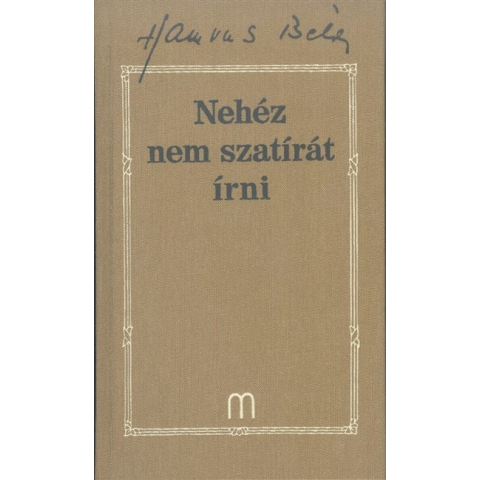 Hamvas Béla
Nehéz
nem szatírát
írni
m